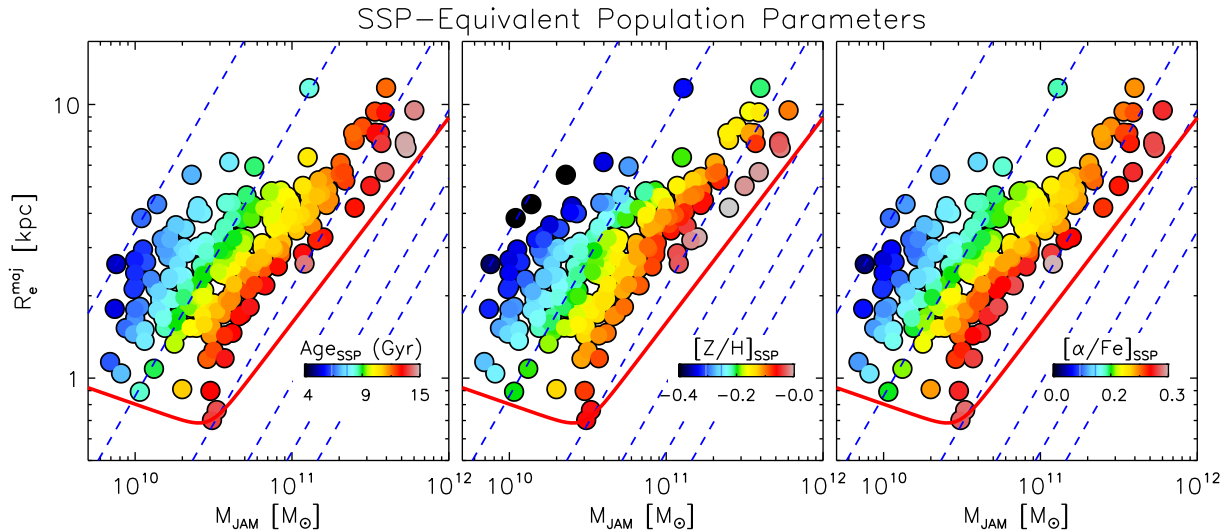 SSP-Equivalent Population Parameters
R_e^maj [kpc]
10
1
Age_SSP (Gyr)
4 9 15
[Z/H]_SSP
-0.4 -0.2 -0.0
[α/Fe]_SSP
0.0 0.2 0.3
10^10 10^11 10^12
10^10 10^11 10^12
10^10 10^11 10^12
M_JAM [M_⊙]
M_JAM [M_⊙]
M_JAM [M_⊙]